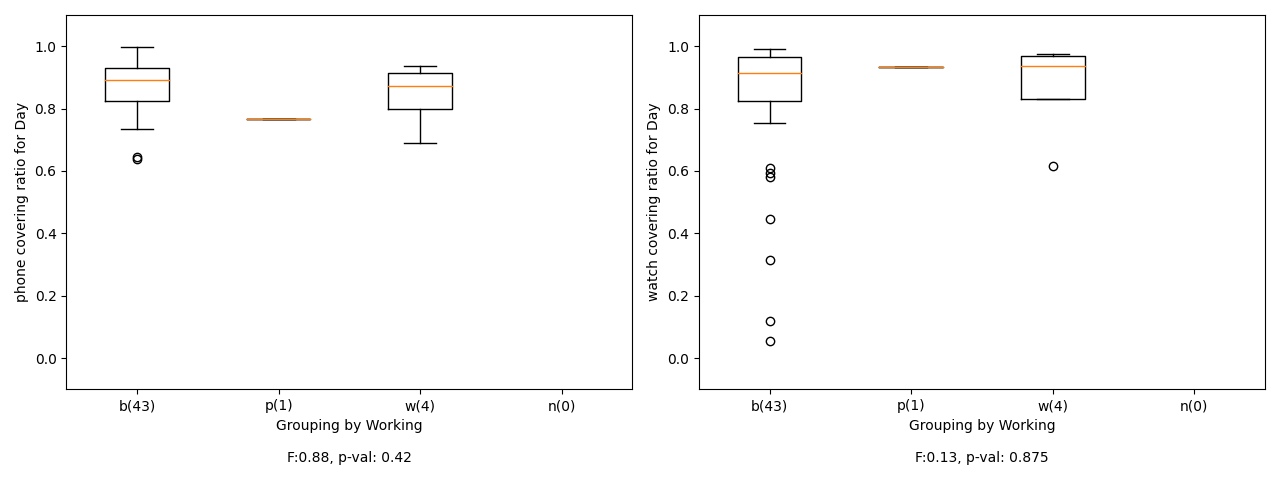 phone covering ratio for Day
1.0
0.8
0.6
0.4
0.2
0.0
b(43) p(1) w(4) n(0)
Grouping by Working
F:0.88, p-val: 0.42
watch covering ratio for Day
1.0
0.8
0.6
0.4
0.2
0.0
b(43) p(1) w(4) n(0)
Grouping by Working
F:0.13, p-val: 0.875